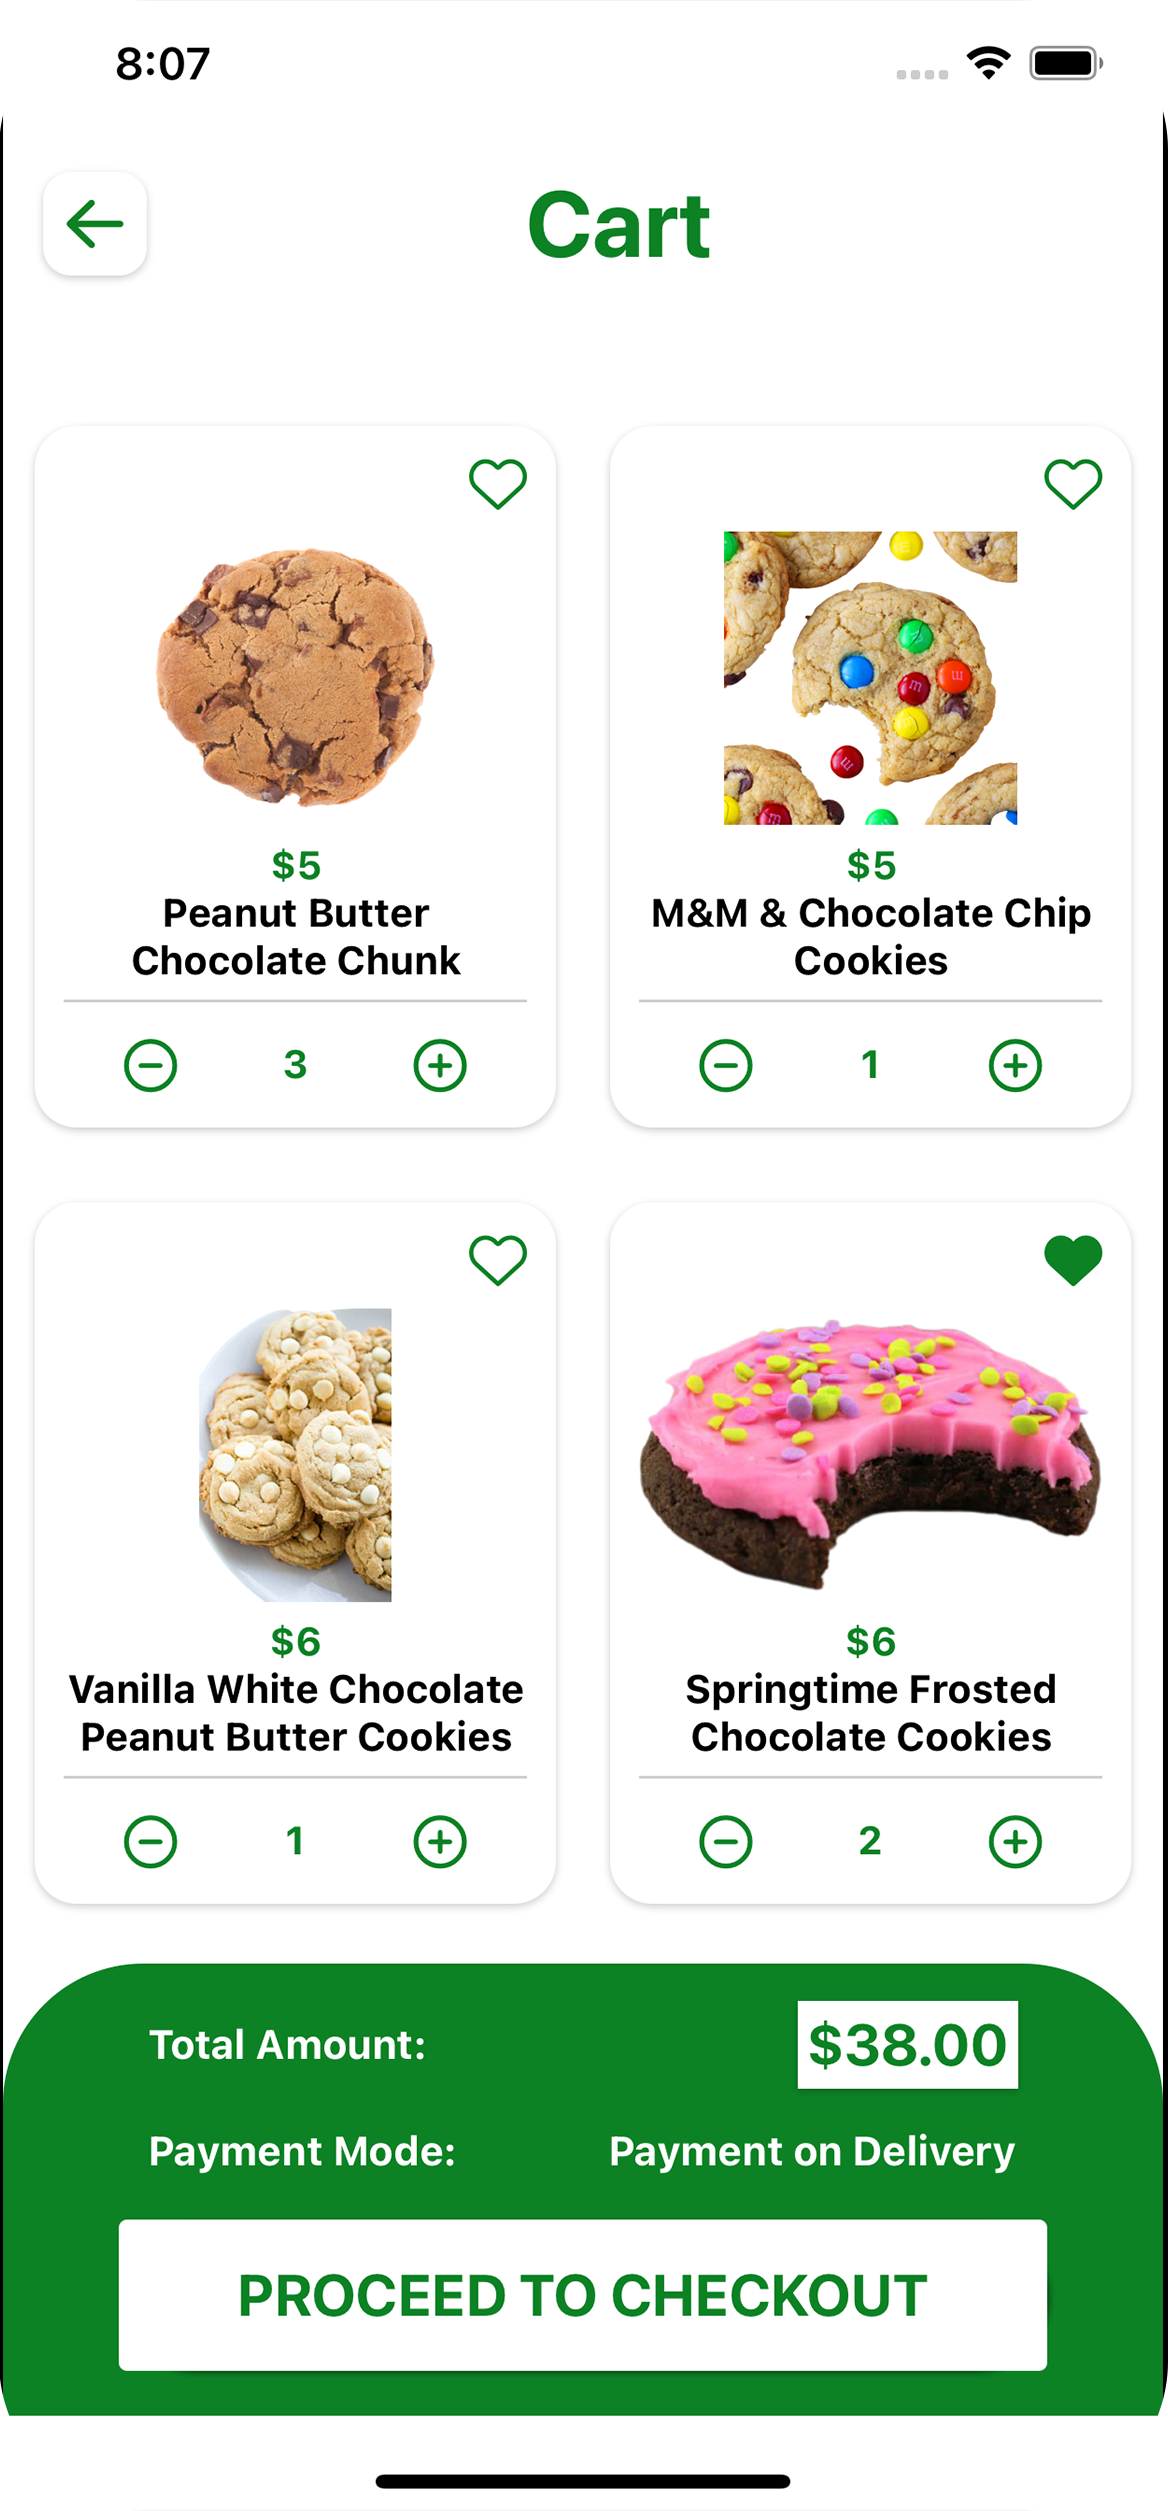 8:07
Cart
$5
Peanut Butter
Chocolate Chunk
3
$5
M&M & Chocolate Chip
Cookies
1
$6
Vanilla White Chocolate
Peanut Butter Cookies
1
$6
Springtime Frosted
Chocolate Cookies
2
Total Amount: $38.00
Payment Mode: Payment on Delivery
PROCEED TO CHECKOUT